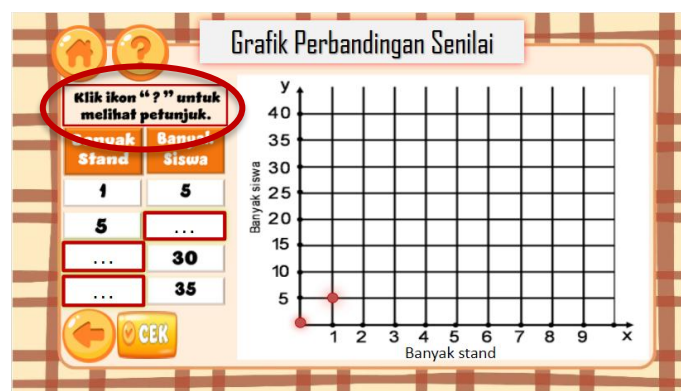 Grafik Perbandingan Senilai
?
Klik ikon “?” untuk
melihat petunjuk.
Banyak Stand
Banyak Siswa
1 5
5 ...
... 30
... 35
CEK
y
40
35
30
25
20
15
10
5
Banyak siswa
1 2 3 4 5 6 7 8 9 x
Banyak stand